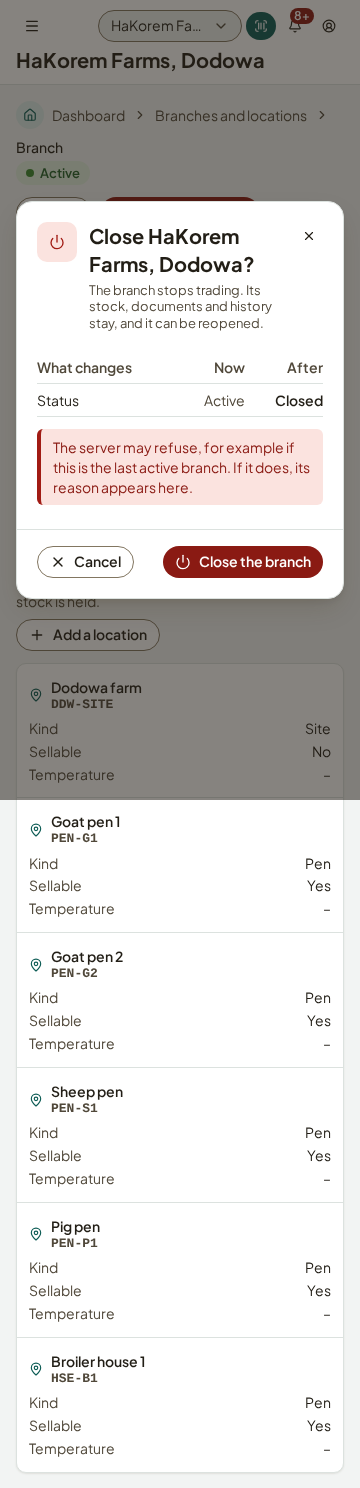 HaKorem Fa...
8+
HaKorem Farms, Dodowa
Dashboard
Branches and locations
Branch
Active
Close HaKorem
Farms, Dodowa?
The branch stops trading. Its
stock, documents and history
stay, and it can be reopened.
What changes Now After
Status Active Closed
The server may refuse, for example if
this is the last active branch. If it does, its
reason appears here.
Cancel
Close the branch
stock is held.
Add a location
Dodowa farm
DDW-SITE
Kind Site
Sellable No
Temperature –
Goat pen 1
PEN-G1
Kind Pen
Sellable Yes
Temperature –
Goat pen 2
PEN-G2
Kind Pen
Sellable Yes
Temperature –
Sheep pen
PEN-S1
Kind Pen
Sellable Yes
Temperature –
Pig pen
PEN-P1
Kind Pen
Sellable Yes
Temperature –
Broiler house 1
HSE-B1
Kind Pen
Sellable Yes
Temperature –